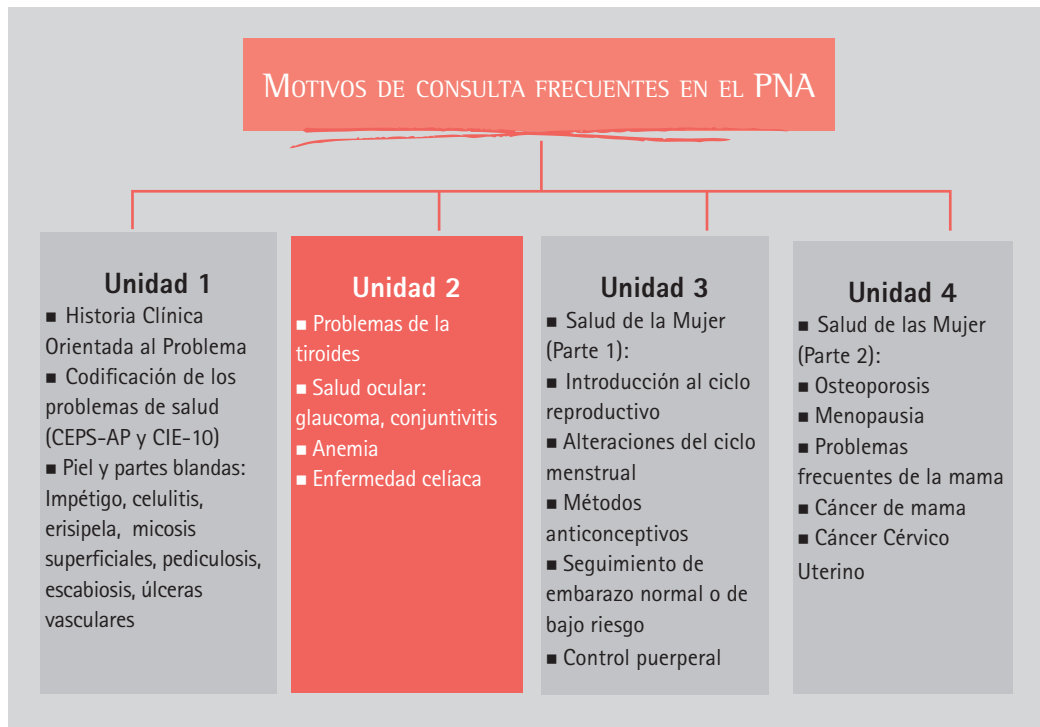 MOTIVOS DE CONSULTA FRECUENTES EN EL PNA
Unidad 1
■ Historia Clínica
Orientada al Problema
■ Codificación de los
problemas de salud
(CEPS-AP y CIE-10)
■ Piel y partes blandas:
Impétigo, celulitis,
erisipela, micosis
superficiales, pediculosis,
escabiosis, úlceras
vasculares
Unidad 2
■ Problemas de la
tiroides
■ Salud ocular:
glaucoma, conjuntivitis
■ Anemia
■ Enfermedad celíaca
Unidad 3
■ Salud de la Mujer
(Parte 1):
■ Introducción al ciclo
reproductivo
■ Alteraciones del ciclo
menstrual
■ Métodos
anticonceptivos
■ Seguimiento de
embarazo normal o de
bajo riesgo
■ Control puerperal
Unidad 4
■ Salud de las Mujer
(Parte 2):
■ Osteoporosis
■ Menopausia
■ Problemas
frecuentes de la mama
■ Cáncer de mama
■ Cáncer Cérvico
Uterino